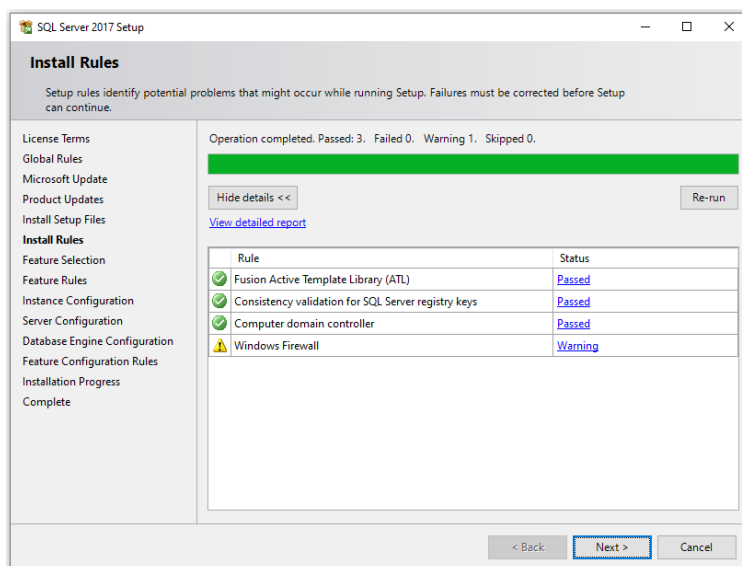 SQL Server 2017 Setup
Install Rules
Setup rules identify potential problems that might occur while running Setup. Failures must be corrected before Setup
can continue.
License Terms
Global Rules
Microsoft Update
Product Updates
Install Setup Files
Install Rules
Feature Selection
Feature Rules
Instance Configuration
Server Configuration
Database Engine Configuration
Feature Configuration Rules
Installation Progress
Complete
Operation completed. Passed: 3. Failed 0. Warning 1. Skipped 0.
Hide details <<
Re-run
View detailed report
Rule Status
Fusion Active Template Library (ATL) Passed
Consistency validation for SQL Server registry keys Passed
Computer domain controller Passed
Windows Firewall Warning
< Back Next > Cancel